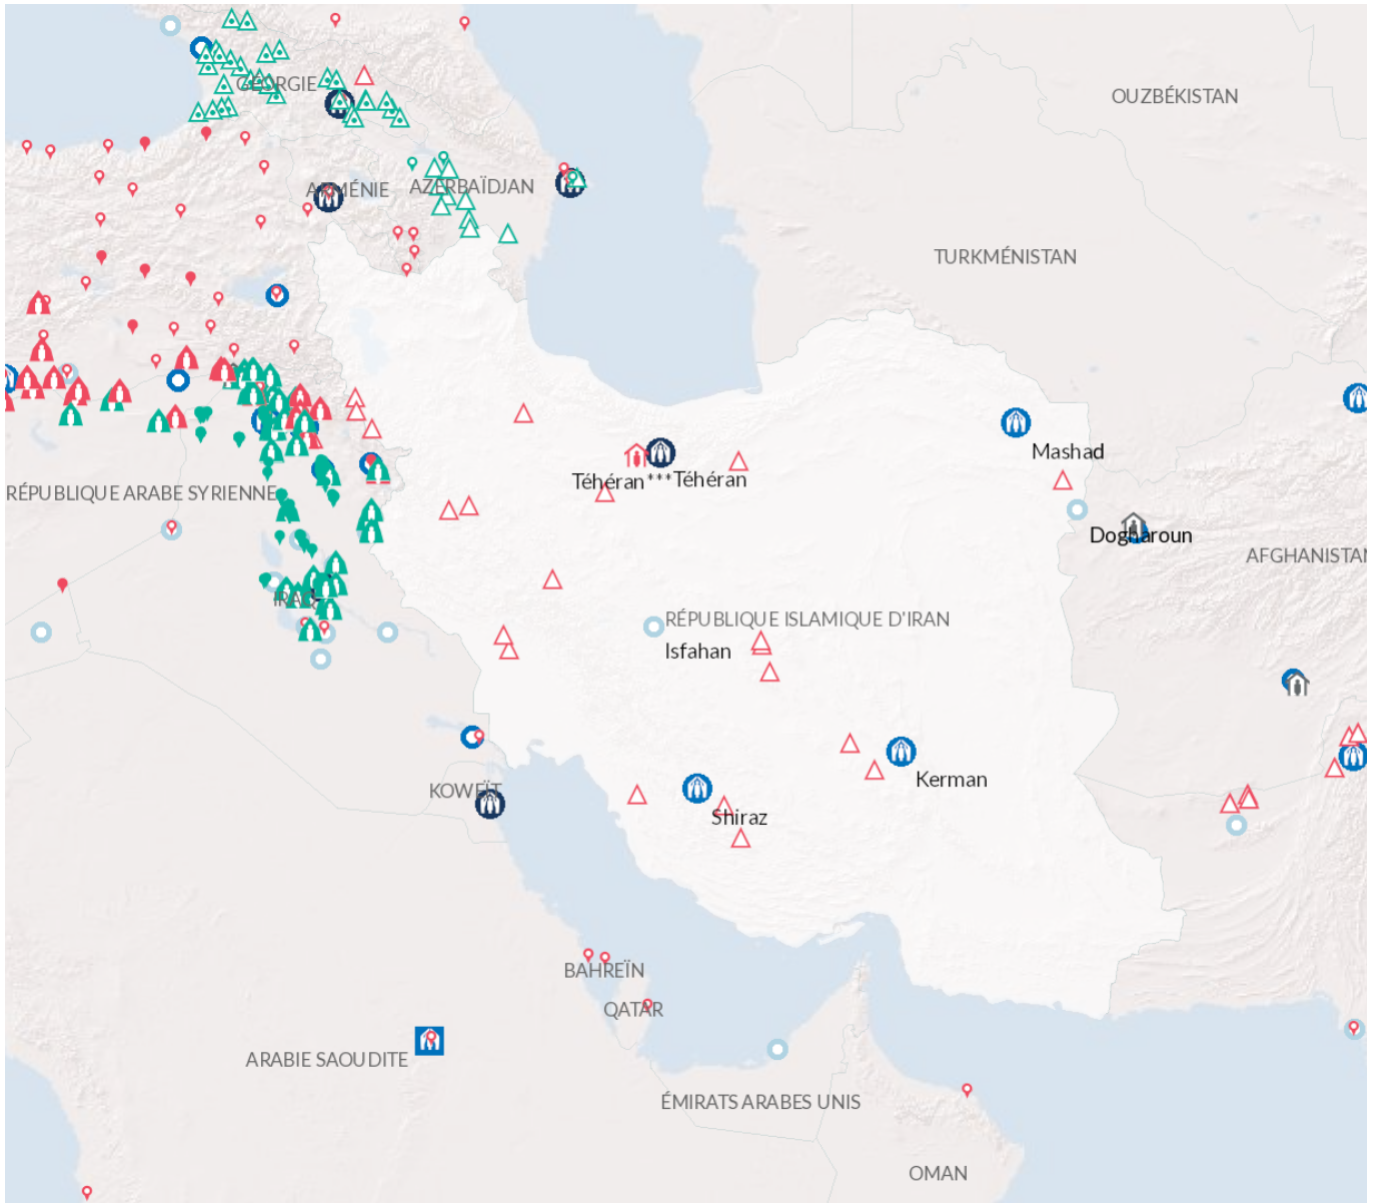 GÉORGIE
OUZBÉKISTAN
ARMÉNIE
AZERBAÏDJAN
TURKMÉNISTAN
Mashad
Téhéran***Téhéran
RÉPUBLIQUE ARABE SYRIENNE
Dogharoun
AFGHANISTAN
IRAQ
RÉPUBLIQUE ISLAMIQUE D'IRAN
Isfahan
Kerman
KOWEÏT
Shiraz
BAHREÏN
QATAR
ARABIE SAOUDITE
ÉMIRATS ARABES UNIS
OMAN